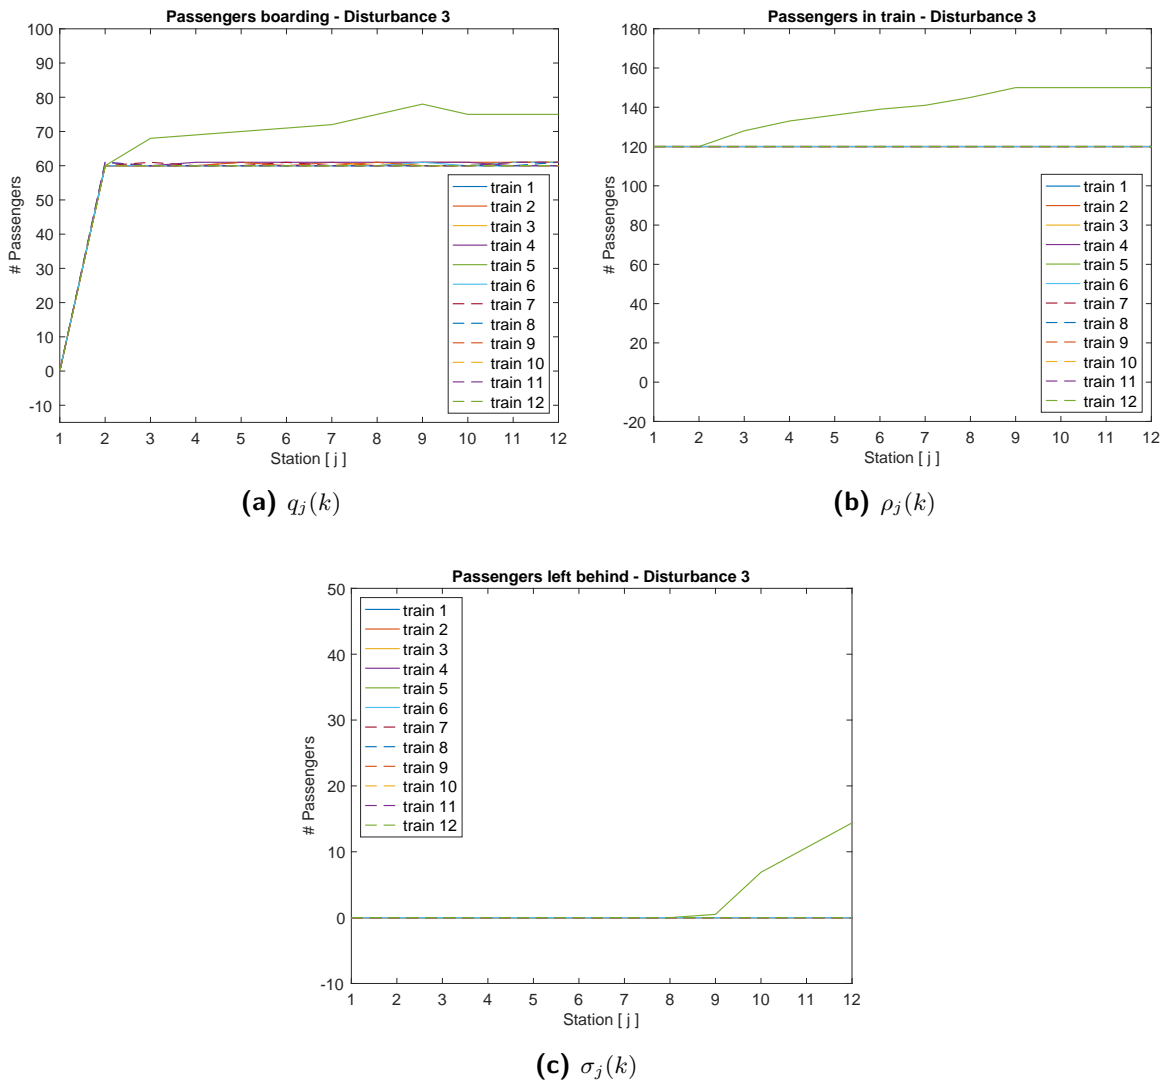 Passengers boarding - Disturbance 3
100
90
80
70
60
50
40
30
20
10
0
-10
# Passengers
train 1
train 2
train 3
train 4
train 5
train 6
train 7
train 8
train 9
train 10
train 11
train 12
1 2 3 4 5 6 7 8 9 10 11 12
Station [ j ]
(a) qj(k)
Passengers in train - Disturbance 3
180
160
140
120
100
80
60
40
20
0
-20
# Passengers
train 1
train 2
train 3
train 4
train 5
train 6
train 7
train 8
train 9
train 10
train 11
train 12
1 2 3 4 5 6 7 8 9 10 11 12
Station [ j ]
(b) ρj(k)
Passengers left behind - Disturbance 3
50
40
30
20
10
0
-10
# Passengers
train 1
train 2
train 3
train 4
train 5
train 6
train 7
train 8
train 9
train 10
train 11
train 12
1 2 3 4 5 6 7 8 9 10 11 12
Station [ j ]
(c) σj(k)